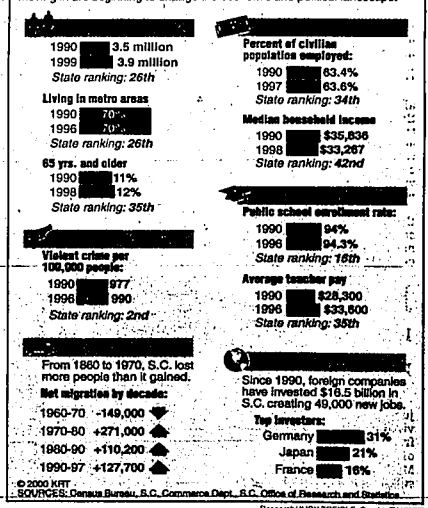 1990 3.5 million
1999 3.9 million
State ranking: 26th
Living in metro areas
1990 70%
1996 70%
State ranking: 26th
65 yrs. and older
1990 11%
1998 12%
State ranking: 35th
Violent crime per
100,000 people:
1990 977
1996 990
State ranking: 2nd
From 1860 to 1970, S.C. lost
more people than it gained.
Net migration by decade:
1960-70 -149,000
1970-80 +271,000
1980-90 +110,200
1990-97 +127,700
Percent of civilian
population employed:
1990 63.4%
1997 63.6%
State ranking: 34th
Median household income
1990 $35,836
1998 $33,267
State ranking: 42nd
Public school enrollment rate:
1990 94%
1996 94.3%
State ranking: 16th
Average teacher pay
1990 $28,300
1996 $33,600
State ranking: 35th
Since 1990, foreign companies
have invested $16.5 billion in
S.C. creating 49,000 new jobs.
Top investors:
Germany 31%
Japan 21%
France 16%
© 2000 KRT
SOURCES: Census Bureau, S.C. Commerce Dept., S.C. Office of Research and Statistics